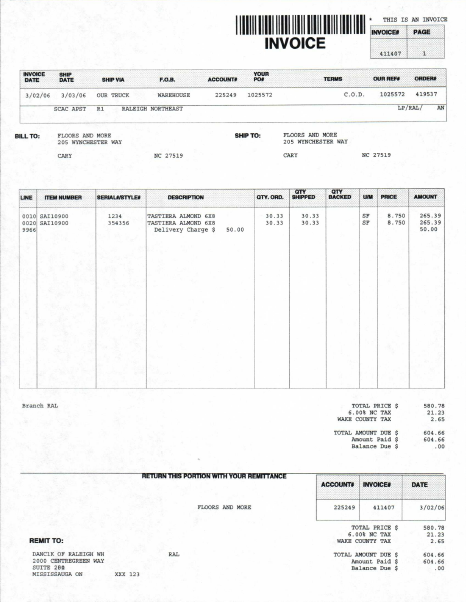 * THIS IS AN INVOICE
INVOICE
INVOICE# PAGE
411407 1
INVOICE DATE SHIP DATE SHIP VIA F.O.B. ACCOUNT# YOUR PO# TERMS OUR REF# ORDER#
3/02/06 3/03/06 OUR TRUCK WAREHOUSE 225249 1025572 C.O.D. 1025572 419537
SCAC APST R1 RALEIGH NORTHEAST LP/RAL/ AN
BILL TO: FLOORS AND MORE SHIP TO: FLOORS AND MORE
205 WYNCHESTER WAY 205 WYNCHESTER WAY
CARY NC 27519 CARY NC 27519
LINE ITEM NUMBER SERIAL#/STYLE# DESCRIPTION QTY. ORD. QTY SHIPPED QTY BACKED U/M PRICE AMOUNT
0010 SAI10900 1234 TASTIERA ALMOND 6X8 30.33 30.33 SF 8.750 265.39
0020 SAI10900 354356 TASTIERA ALMOND 6X8 30.33 30.33 SF 8.750 265.39
9986 Delivery Charge $ 50.00 50.00
Branch RAL TOTAL PRICE $ 580.78
6.00% NC TAX 21.23
WAKE COUNTY TAX 2.65
TOTAL AMOUNT DUE $ 604.66
Amount Paid $ 604.66
Balance Due $ .00
RETURN THIS PORTION WITH YOUR REMITTANCE
ACCOUNT# INVOICE# DATE
FLOORS AND MORE 225249 411407 3/02/06
TOTAL PRICE $ 580.78
6.00% NC TAX 21.23
REMIT TO: WAKE COUNTY TAX 2.65
DANCIK OF RALEIGH WH RAL TOTAL AMOUNT DUE $ 604.66
2000 CENTREGREEN WAY Amount Paid $ 604.66
SUITE 280 Balance Due $ .00
MISSISSAUGA ON XXX 123